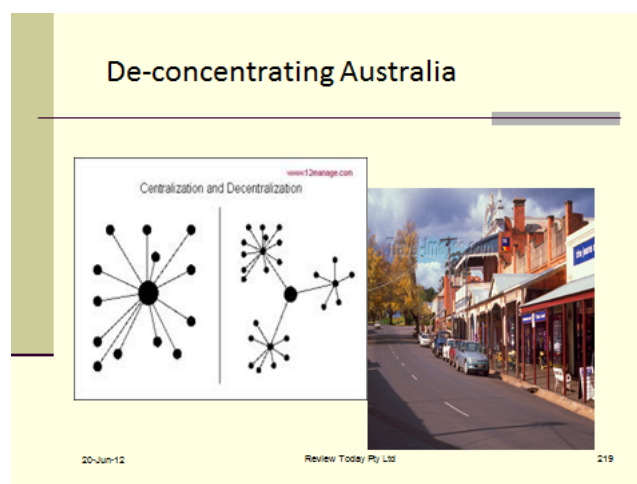 De-concentrating Australia
www.12manage.com
Centralization and Decentralization
20-Jun-12
Review Today Pty Ltd
219